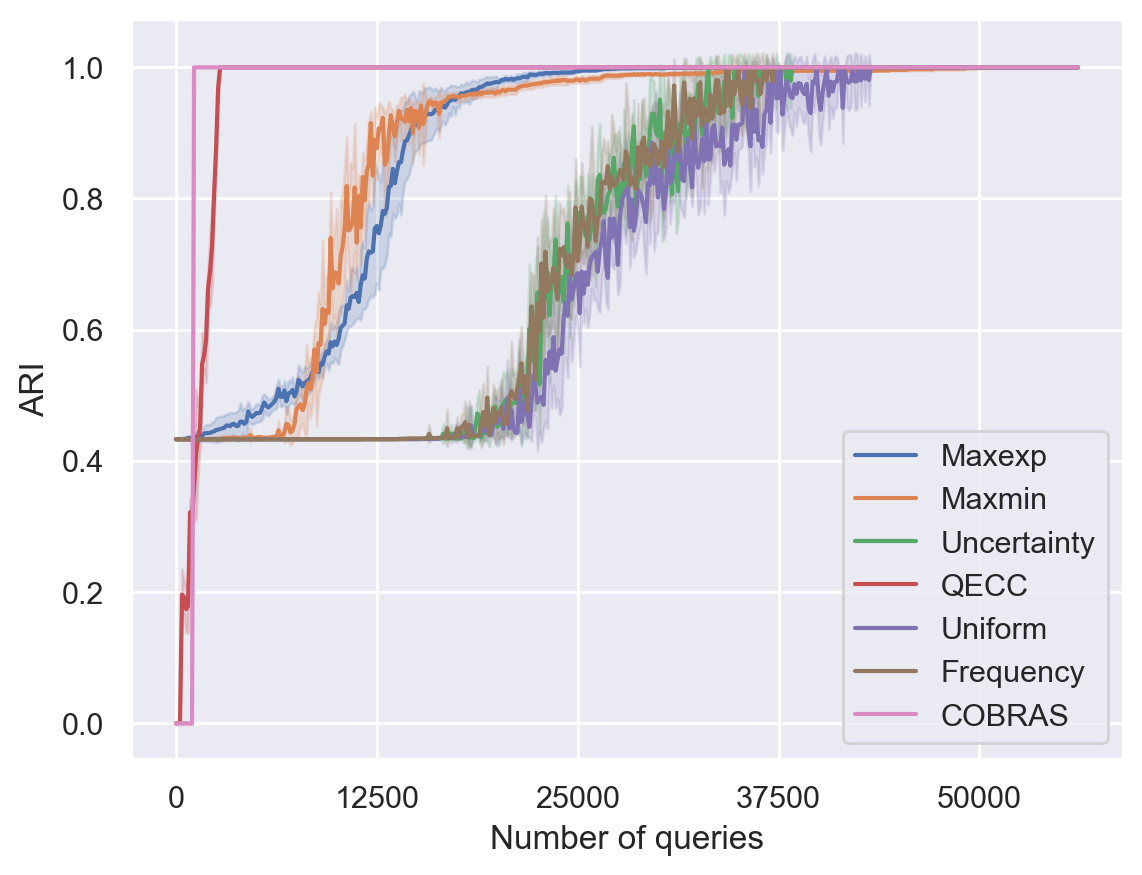 ARI
1.0
0.8
0.6
0.4
0.2
0.0
Maxexp
Maxmin
Uncertainty
QECC
Uniform
Frequency
COBRAS
0 12500 25000 37500 50000
Number of queries